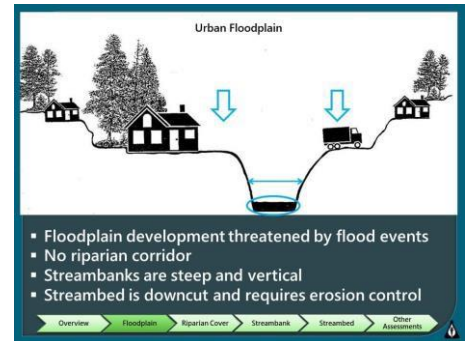 Urban Floodplain
▪ Floodplain development threatened by flood events
▪ No riparian corridor
▪ Streambanks are steep and vertical
▪ Streambed is downcut and requires erosion control
Overview Floodplain Riparian Cover Streambank Streambed Other Assessments